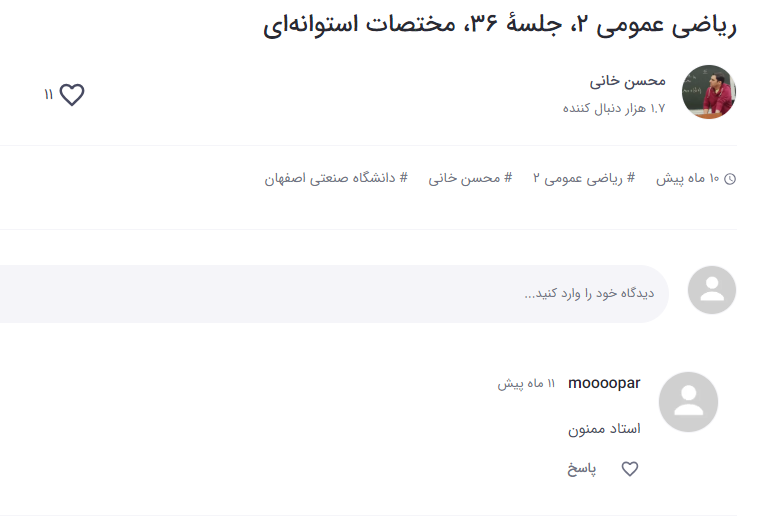 ریاضی عمومی ۲، جلسهٔ ۳۶، مختصات استوانه‌ای
محسن خانی
۱.۷ هزار دنبال کننده
۱۱
۱۰ ماه پیش # ریاضی عمومی ۲ # محسن خانی # دانشگاه صنعتی اصفهان
دیدگاه خود را وارد کنید...
moooopar ۱۱ ماه پیش
استاد ممنون
پاسخ